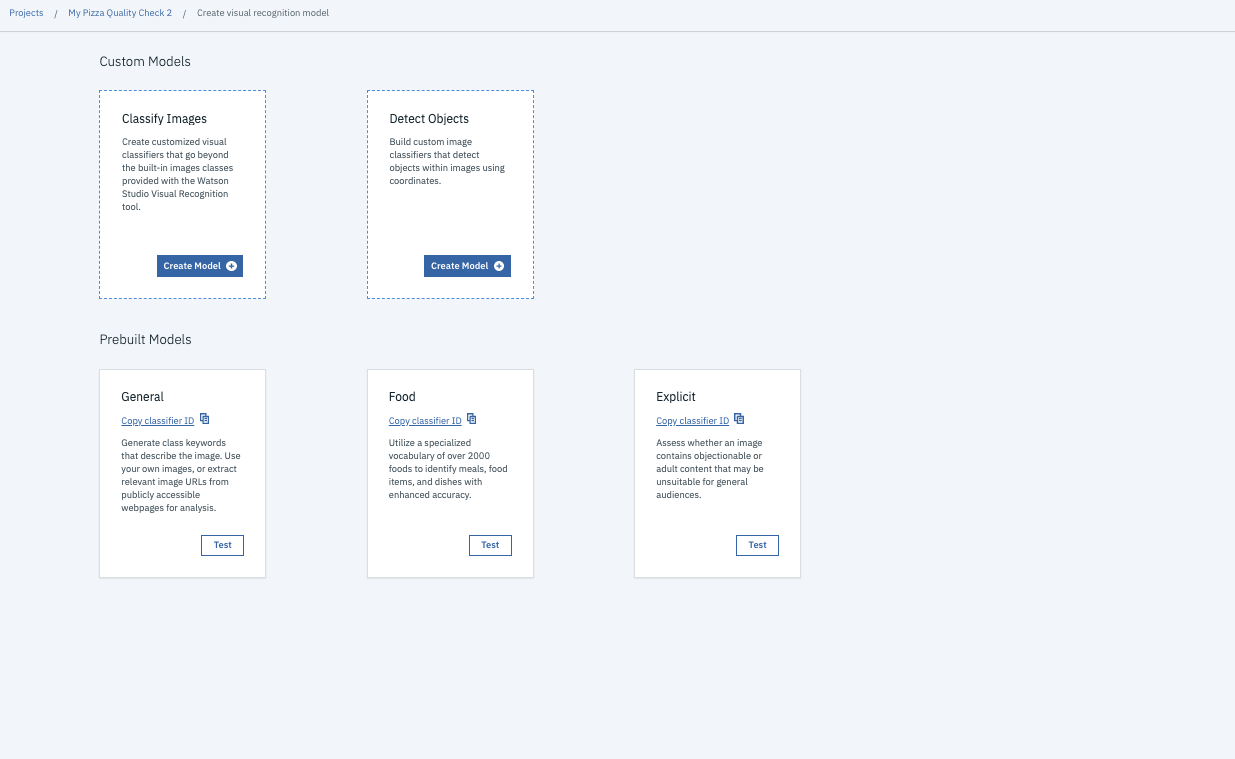 Projects / My Pizza Quality Check 2 / Create visual recognition model
Custom Models
Classify Images
Create customized visual
classifiers that go beyond
the built-in images classes
provided with the Watson
Studio Visual Recognition
tool.
Create Model
Detect Objects
Build custom image
classifiers that detect
objects within images using
coordinates.
Create Model
Prebuilt Models
General
Copy classifier ID
Generate class keywords
that describe the image. Use
your own images, or extract
relevant image URLs from
publicly accessible
webpages for analysis.
Test
Food
Copy classifier ID
Utilize a specialized
vocabulary of over 2000
foods to identify meals, food
items, and dishes with
enhanced accuracy.
Test
Explicit
Copy classifier ID
Assess whether an image
contains objectionable or
adult content that may be
unsuitable for general
audiences.
Test